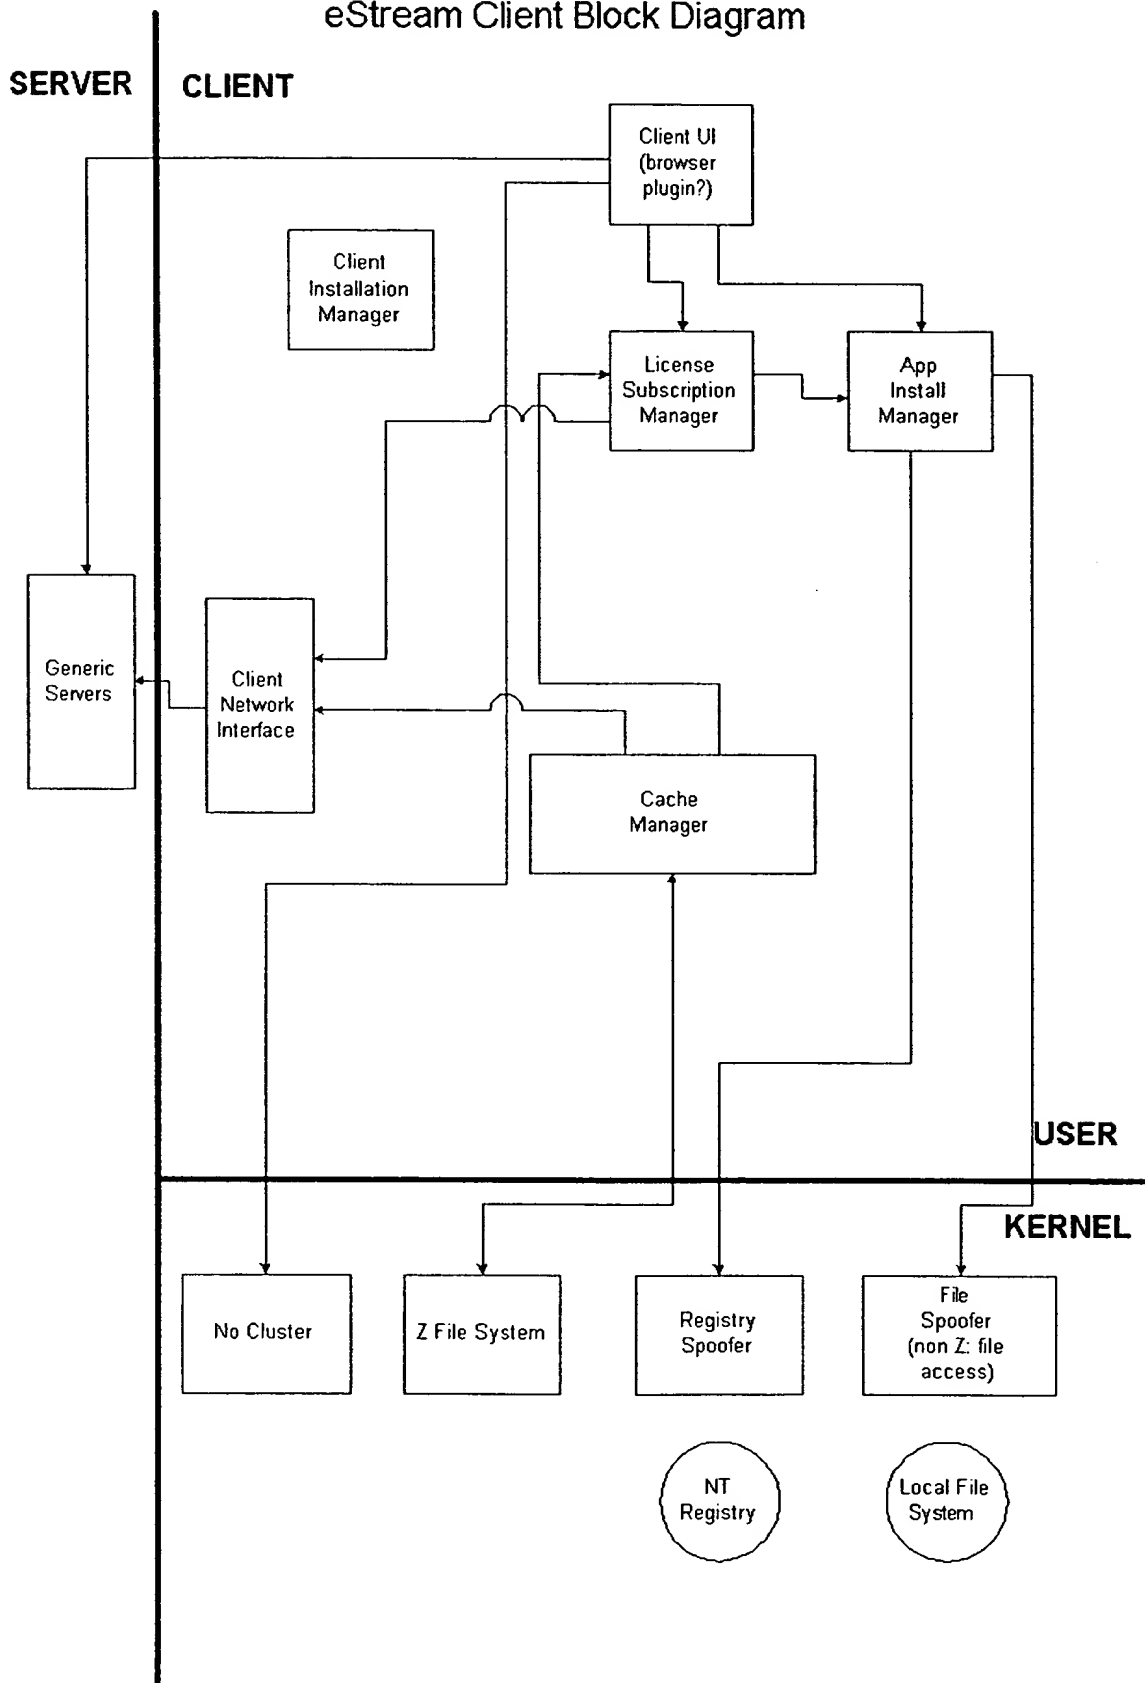 eStream Client Block Diagram
SERVER
CLIENT
Client UI
(browser
plugin?)
Client
Installation
Manager
License
Subscription
Manager
App
Install
Manager
Generic
Servers
Client
Network
Interface
Cache
Manager
USER
KERNEL
No Cluster
Z File System
Registry
Spoofer
File
Spoofer
(non Z: file
access)
NT
Registry
Local File
System